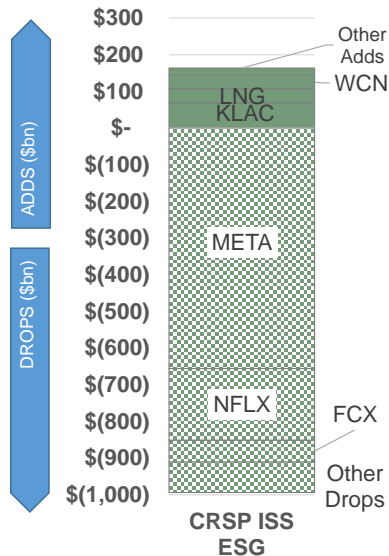 $300
$200
$100
$-
$(100)
$(200)
$(300)
$(400)
$(500)
$(600)
$(700)
$(800)
$(900)
$(1,000)
ADDS ($bn)
DROPS ($bn)
Other
Adds
WCN
LNG
KLAC
META
NFLX
FCX
Other
Drops
CRSP ISS
ESG